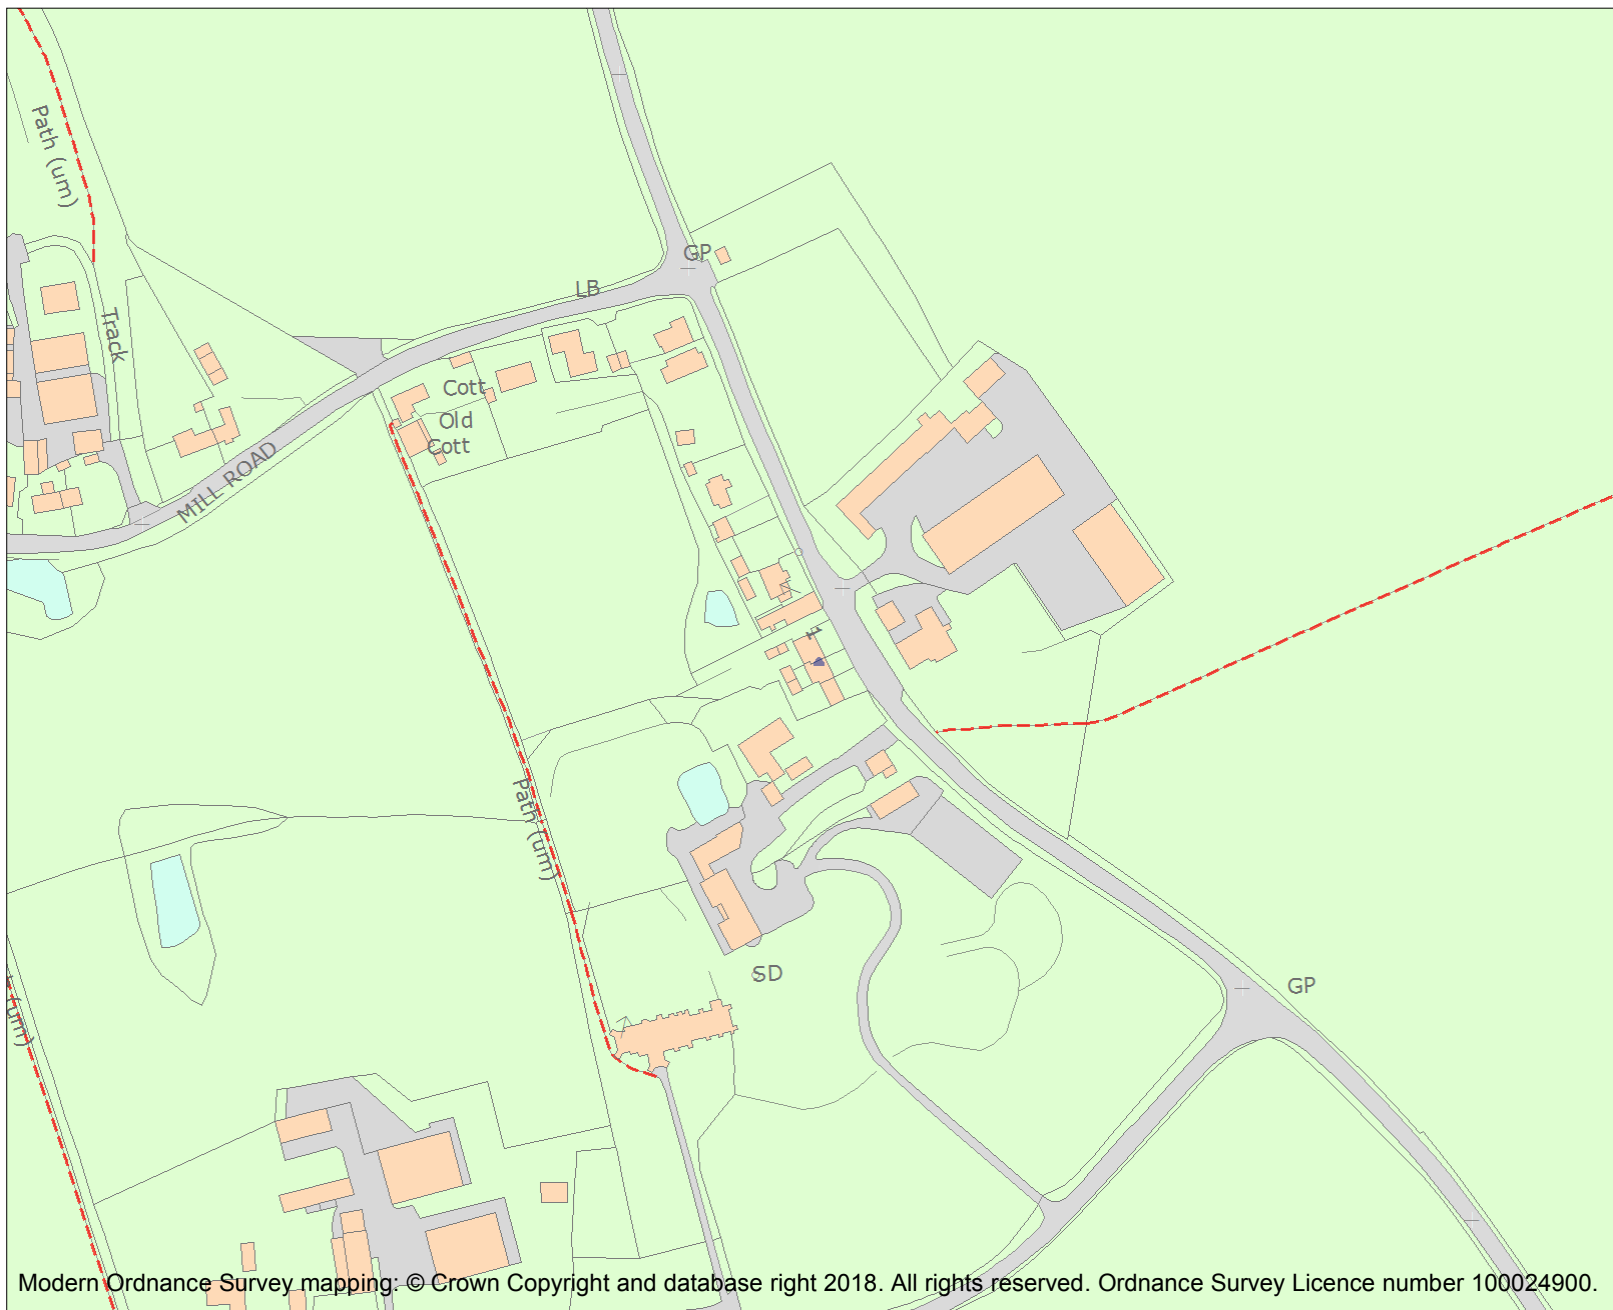 Path (um)
GP
LB
Track
Cott
Old
Cott
MILL ROAD
1
Path (um)
SD
GP
(um)
Modern Ordnance Survey mapping: © Crown Copyright and database right 2018. All rights reserved. Ordnance Survey Licence number 100024900.